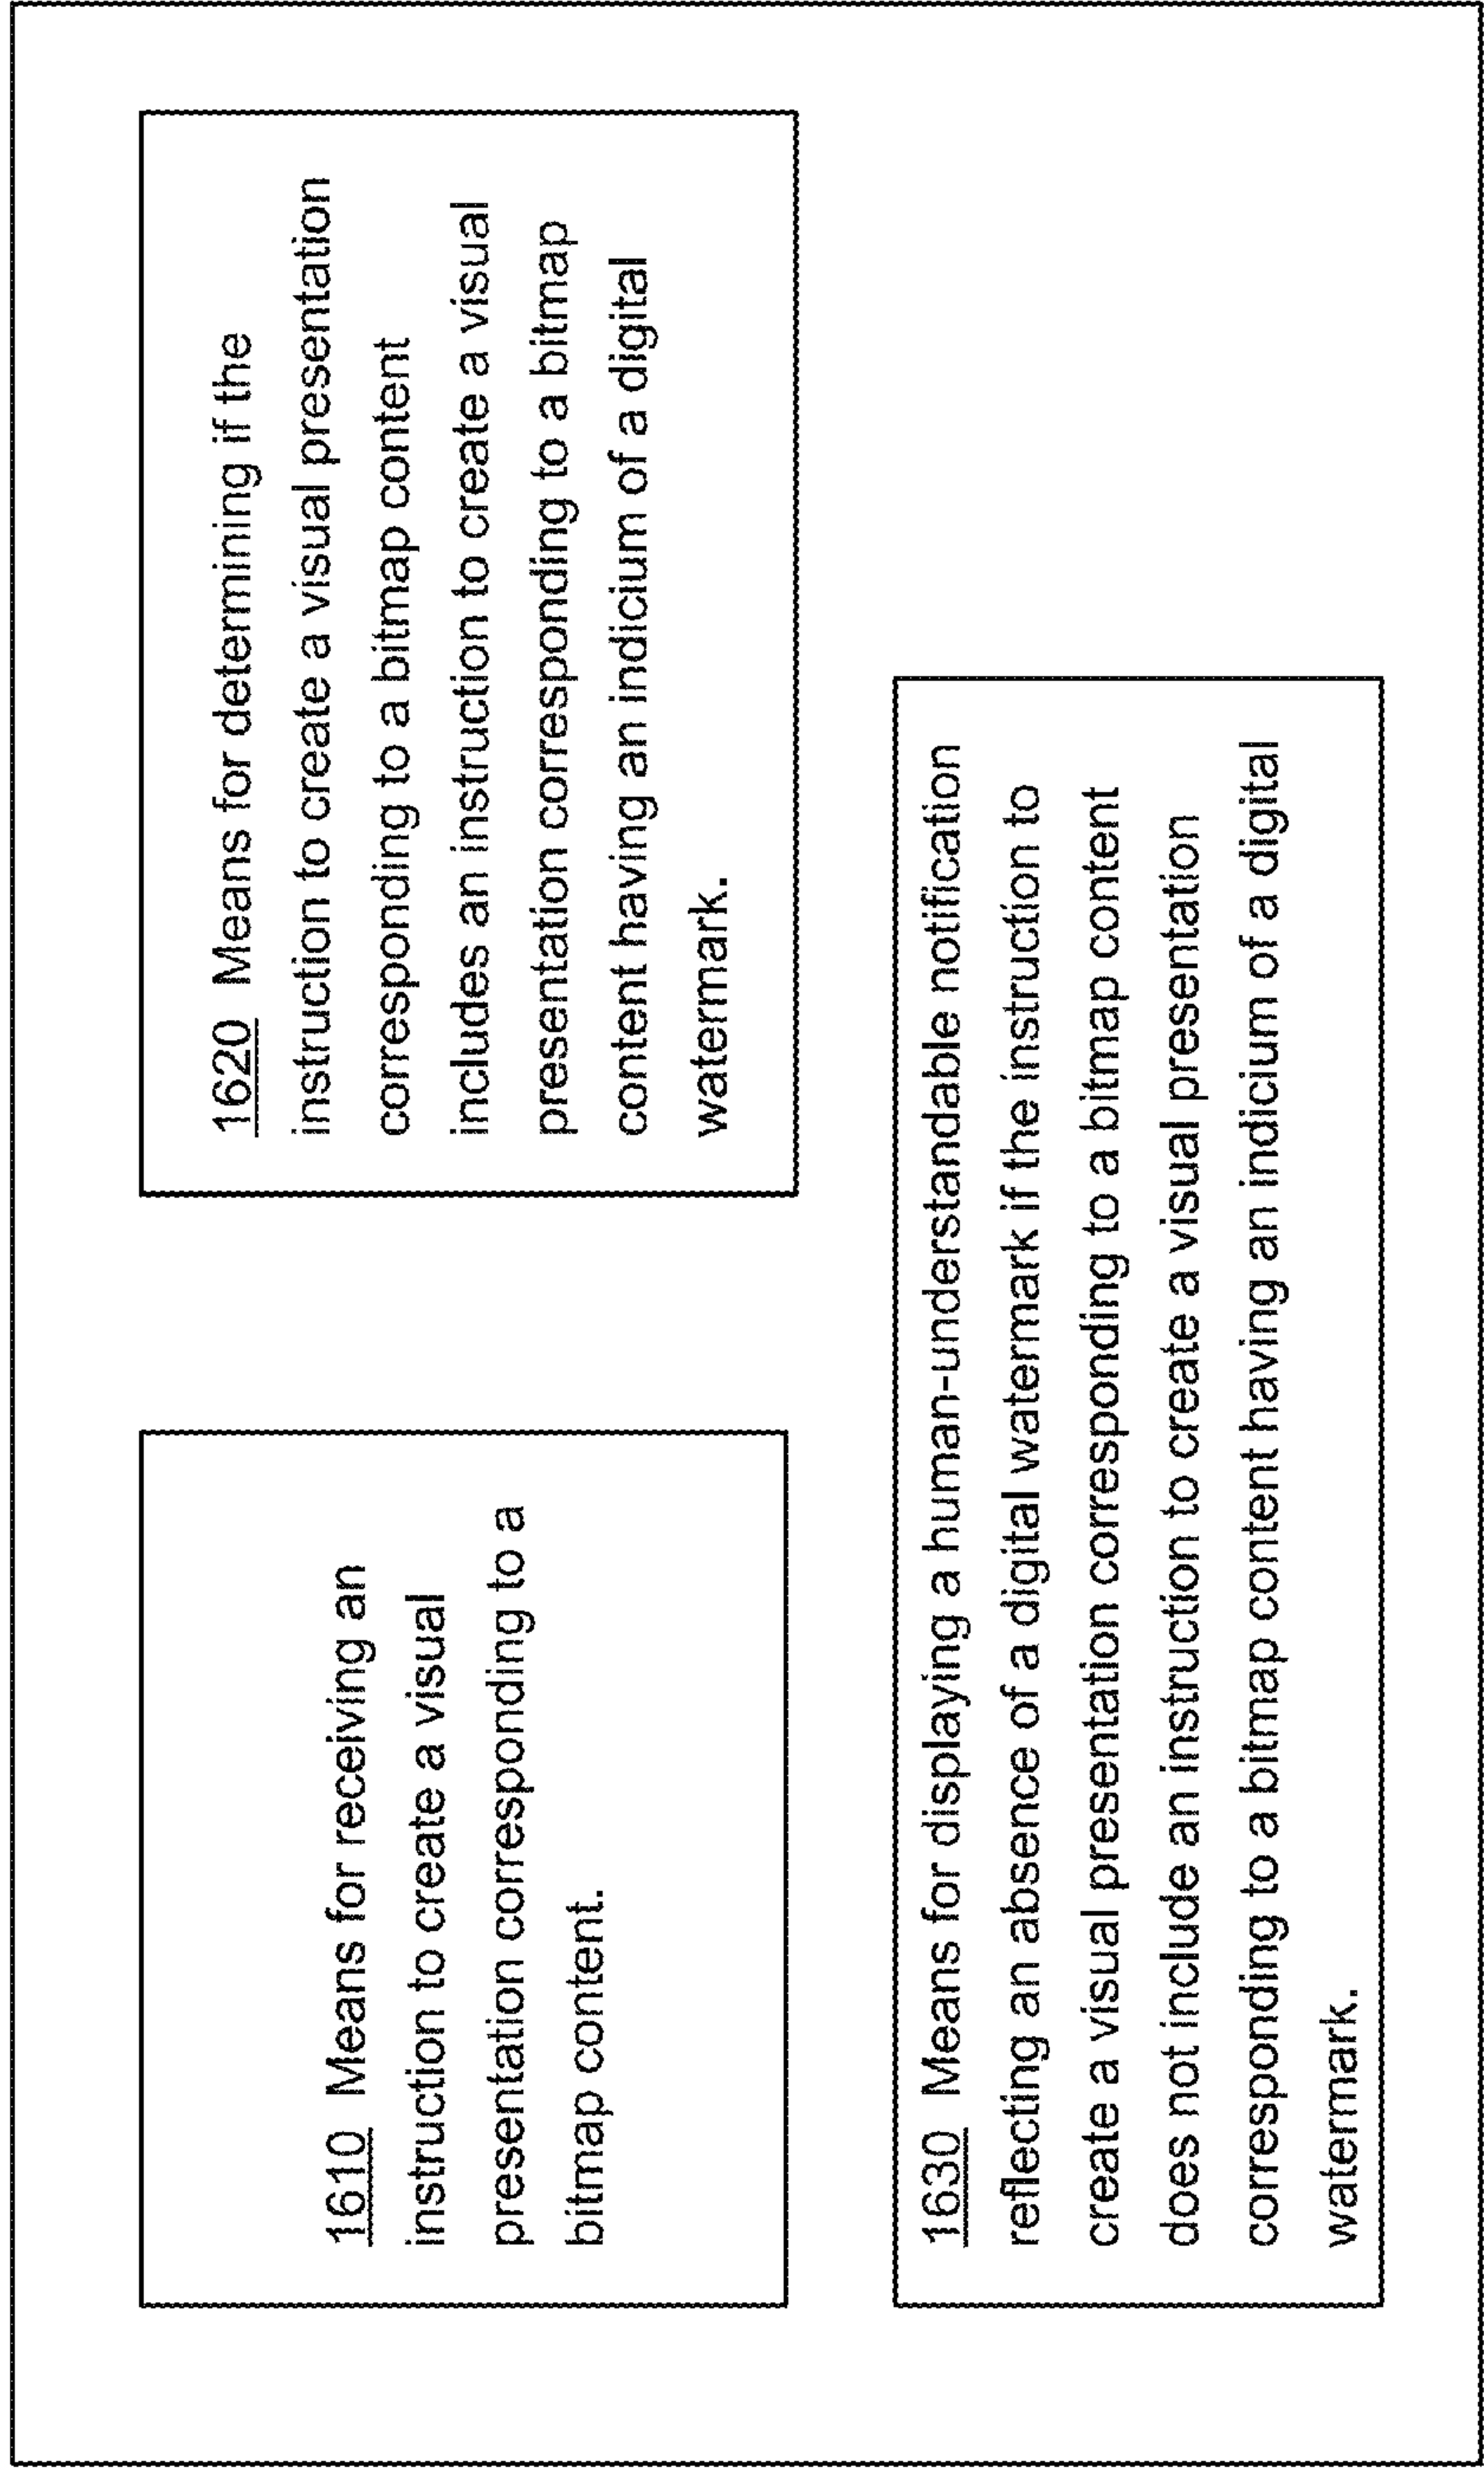 1610 Means for receiving an
instruction to create a visual
presentation corresponding to a
bitmap content.
1620 Means for determining if the
instruction to create a visual presentation
corresponding to a bitmap content
includes an instruction to create a visual
presentation corresponding to a bitmap
content having an indicium of a digital
watermark.
1630 Means for displaying a human-understandable notification
reflecting an absence of a digital watermark if the instruction to
create a visual presentation corresponding to a bitmap content
does not include an instruction to create a visual presentation
corresponding to a bitmap content having an indicium of a digital
watermark.